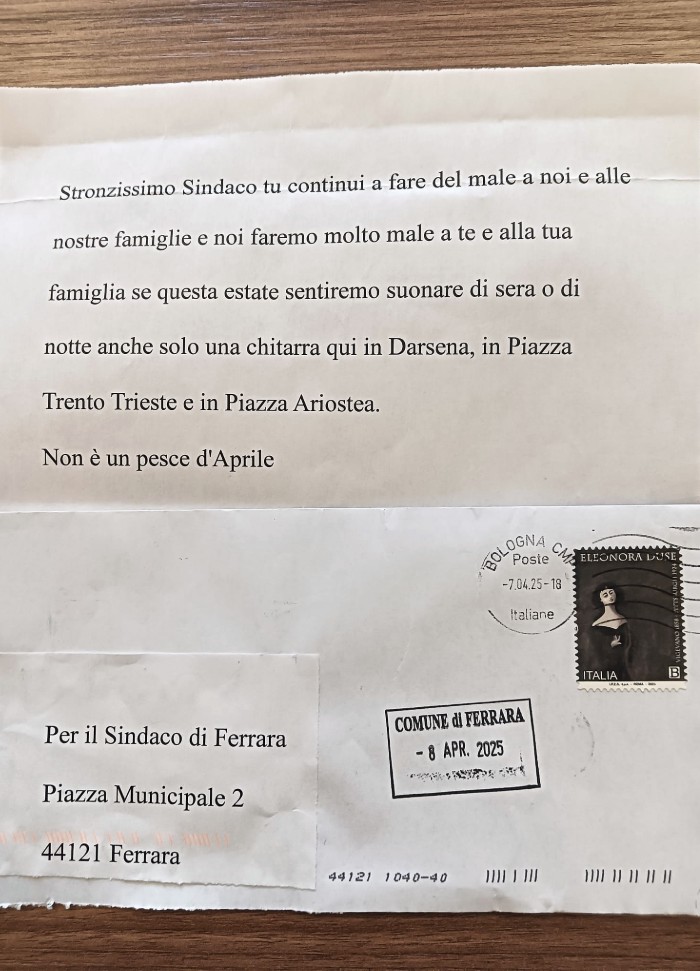 Stronzissimo Sindaco tu continui a fare del male a noi e alle
nostre famiglie e noi faremo molto male a te e alla tua
famiglia se questa estate sentiremo suonare di sera o di
notte anche solo una chitarra qui in Darsena, in Piazza
Trento Trieste e in Piazza Ariostea.
Non è un pesce d'Aprile
BOLOGNA CMP
Poste
-7.04.25-18
Italiane
ELEONORA DUSE
ITALIA B
COMUNE di FERRARA
- 8 APR. 2025
Per il Sindaco di Ferrara
Piazza Municipale 2
44121 Ferrara
44121 1040-40